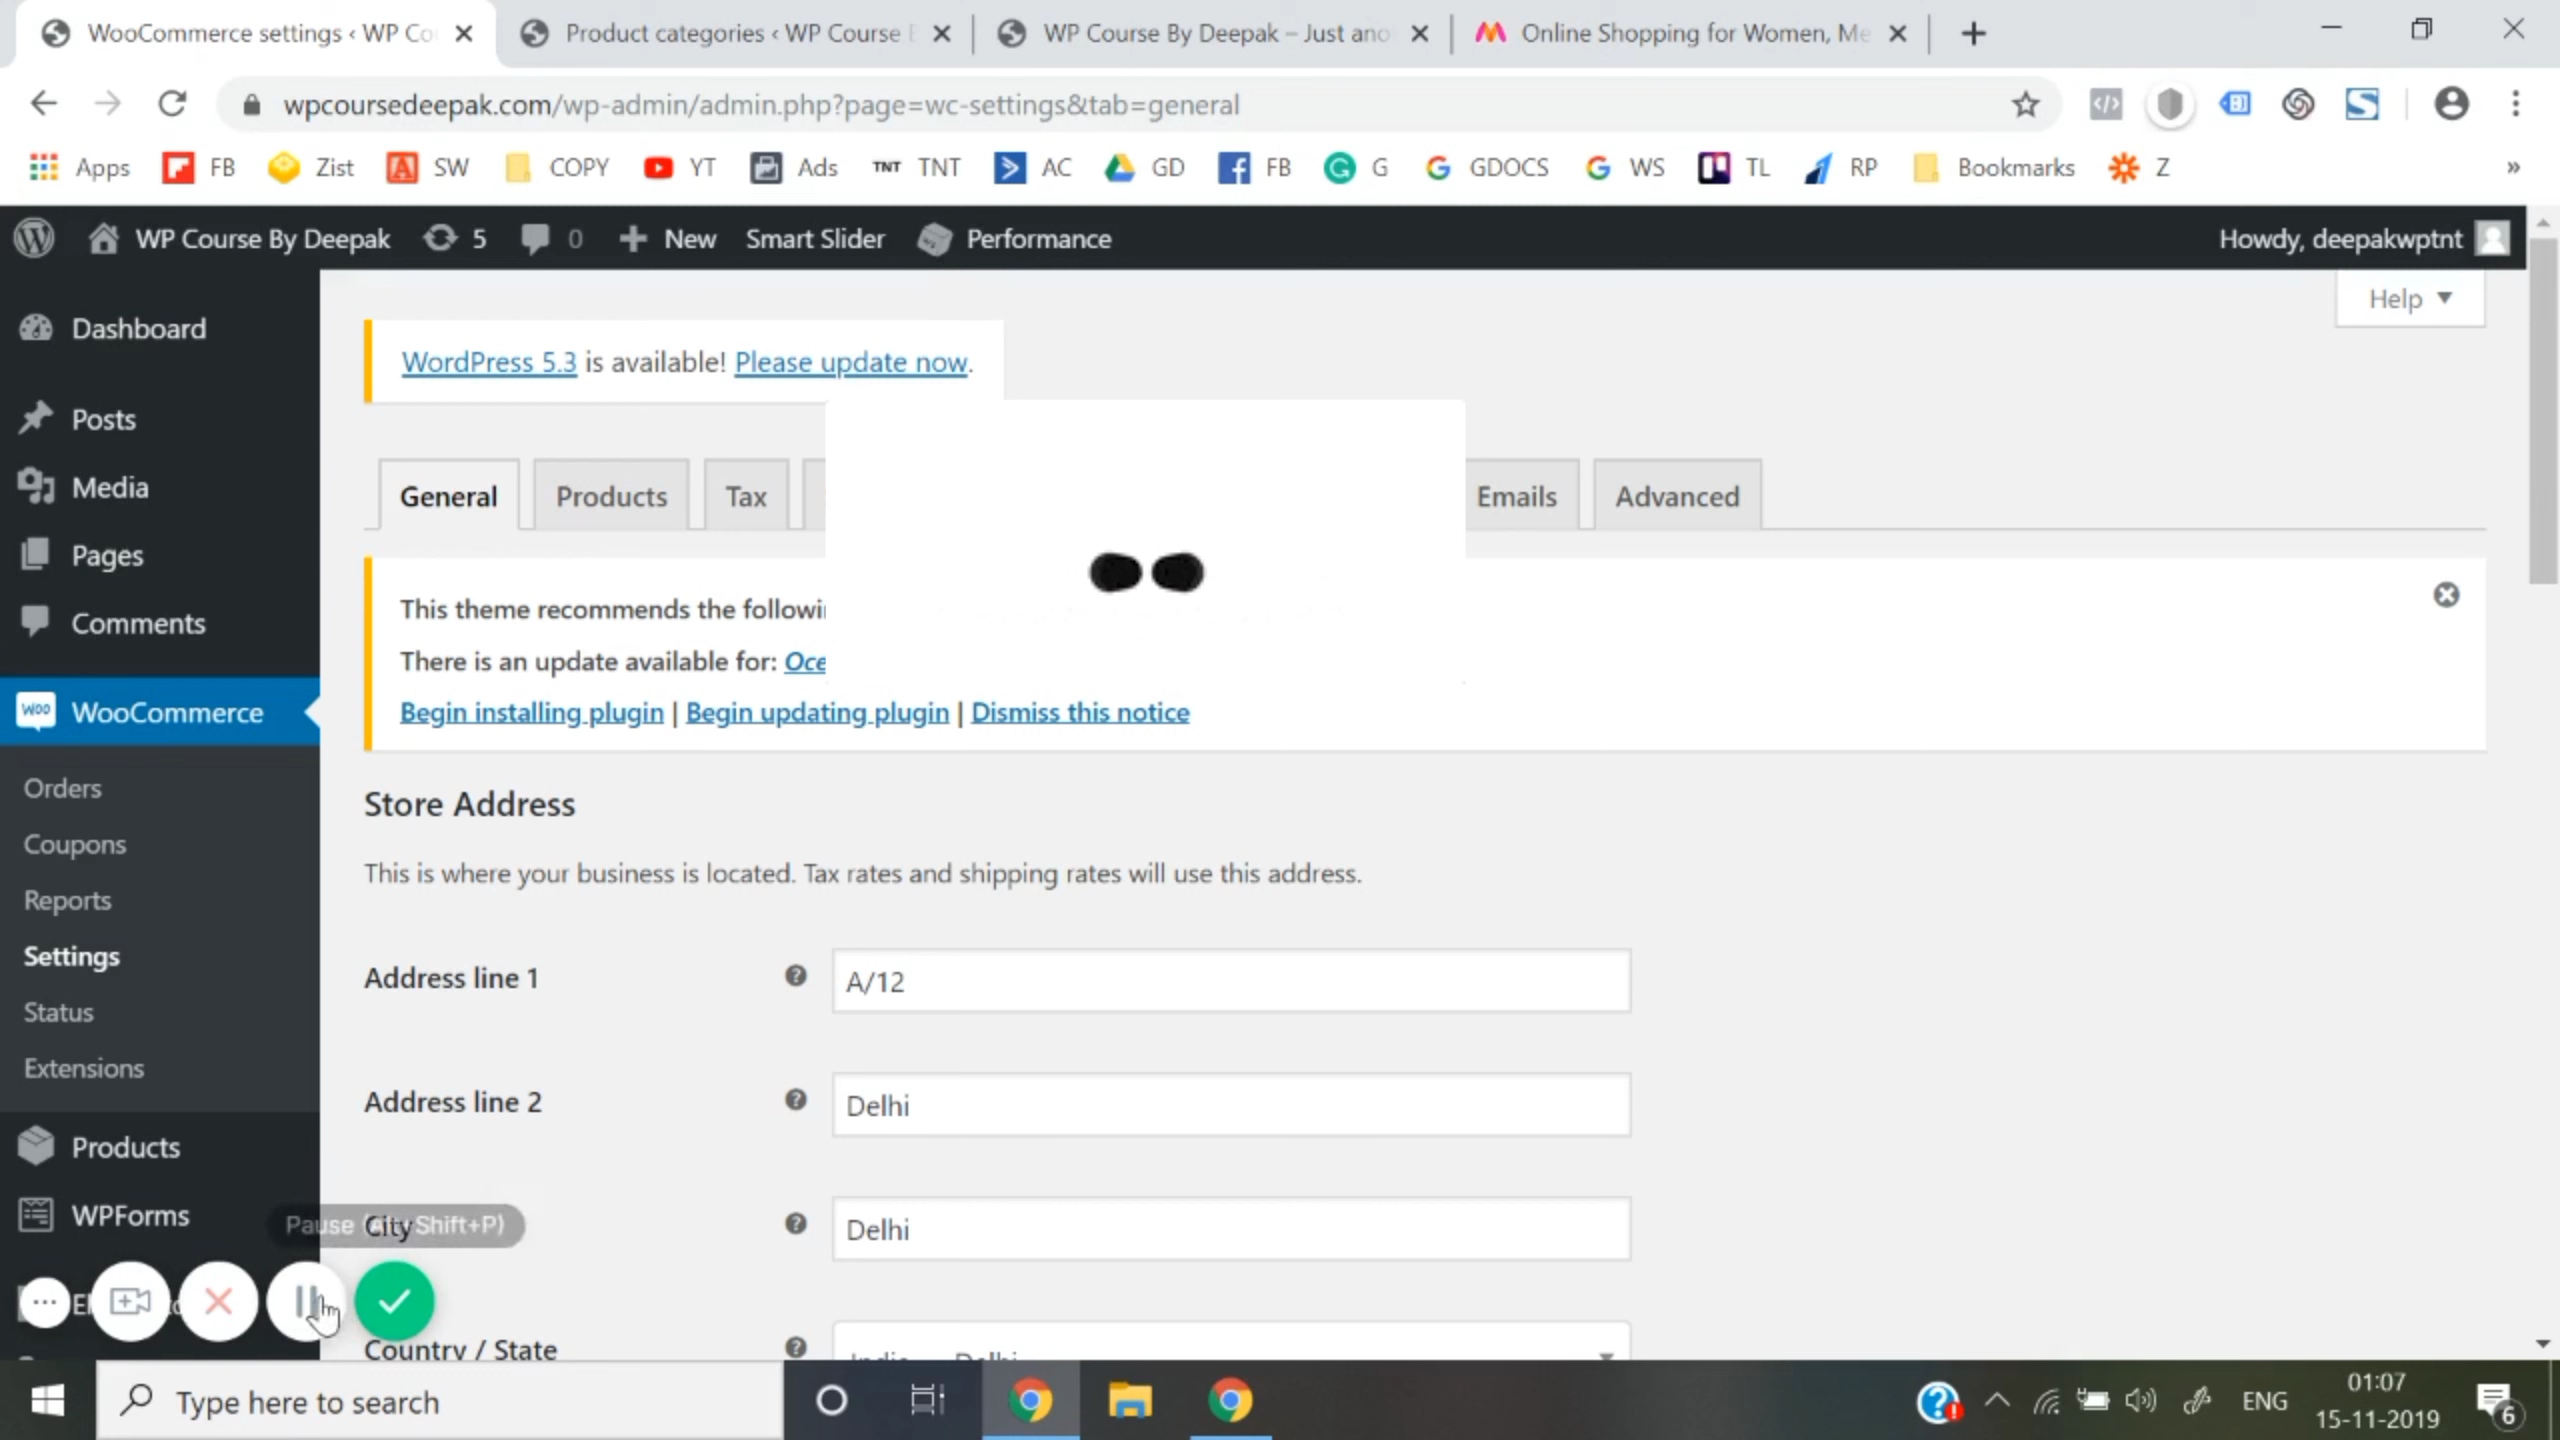 WooCommerce settings ‹ WP Co
Product categories ‹ WP Course
WP Course By Deepak – Just ano
Online Shopping for Women, Me
wpcoursedeepak.com/wp-admin/admin.php?page=wc-settings&tab=general
Apps
FB
Zist
SW
COPY
YT
Ads
TNT TNT
AC
GD
FB
G
GDOCS
WS
TL
RP
Bookmarks
Z
»
WP Course By Deepak
5
0
New
Smart Slider
Performance
Howdy, deepakwptnt
Help
Dashboard
Posts
Media
Pages
Comments
WOO WooCommerce
Orders
Coupons
Reports
Settings
Status
Extensions
Products
WPForms
WordPress 5.3 is available! Please update now.
General
Products
Tax
Emails
Advanced
This theme recommends the followi
There is an update available for: Oce
Begin installing plugin | Begin updating plugin | Dismiss this notice
Store Address
This is where your business is located. Tax rates and shipping rates will use this address.
Address line 1
A/12
Address line 2
Delhi
City
Delhi
Pause Shift+P)
Country / State
Type here to search
ENG
01:07
15-11-2019
6